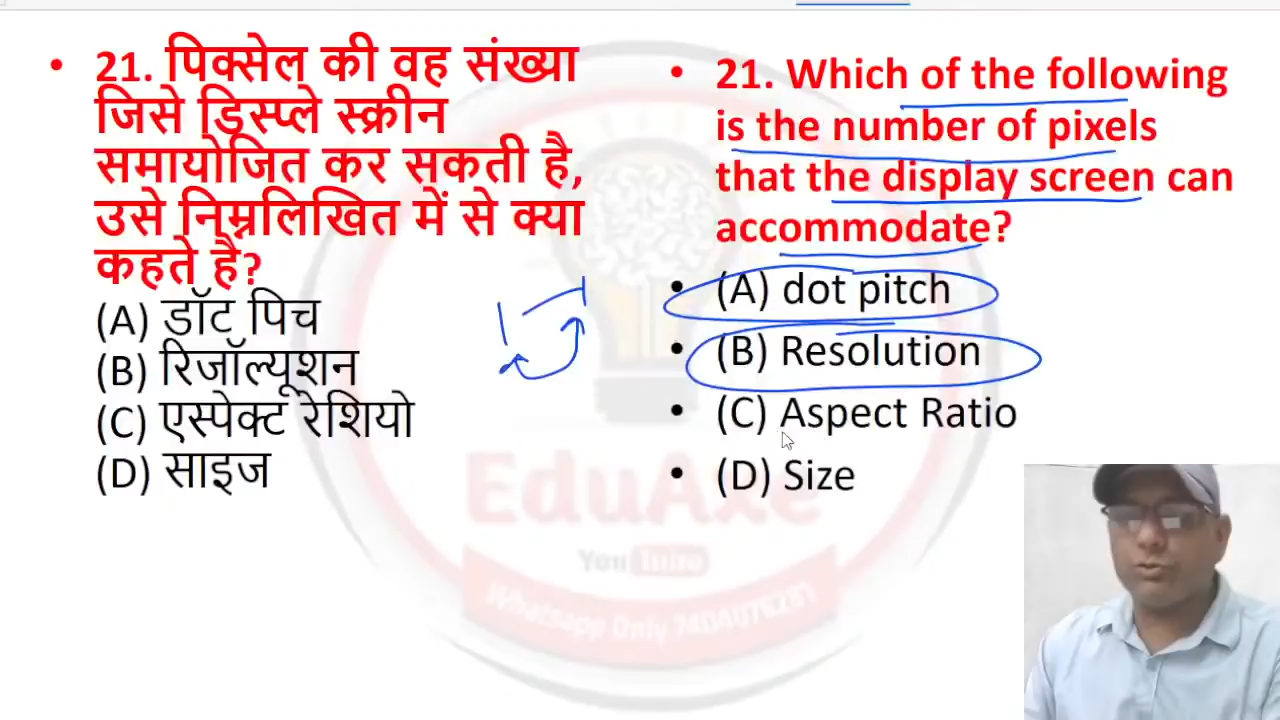 21. पिक्सेल की वह संख्या
जिसे डिस्प्ले स्क्रीन
समायोजित कर सकती है,
उसे निम्नलिखित में से क्या
कहते है?
(A) डॉट पिच
(B) रिजॉल्यूशन
(C) एस्पेक्ट रेशियो
(D) साइज
21. Which of the following
is the number of pixels
that the display screen can
accommodate?
(A) dot pitch
(B) Resolution
(C) Aspect Ratio
(D) Size
EduAxe
You Tube
Whatsapp Only 7404076281